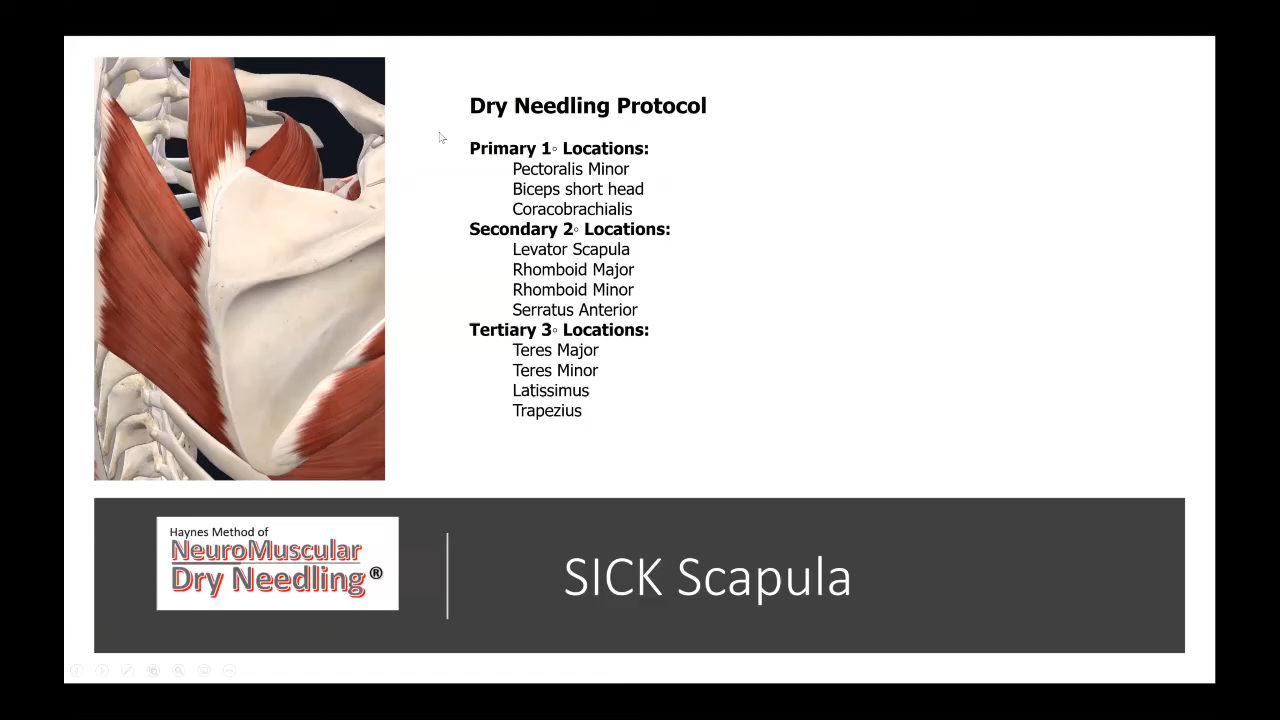 Dry Needling Protocol
Primary 1◦ Locations:
Pectoralis Minor
Biceps short head
Coracobrachialis
Secondary 2◦ Locations:
Levator Scapula
Rhomboid Major
Rhomboid Minor
Serratus Anterior
Tertiary 3◦ Locations:
Teres Major
Teres Minor
Latissimus
Trapezius
Haynes Method of
NeuroMuscular
Dry Needling®
SICK Scapula